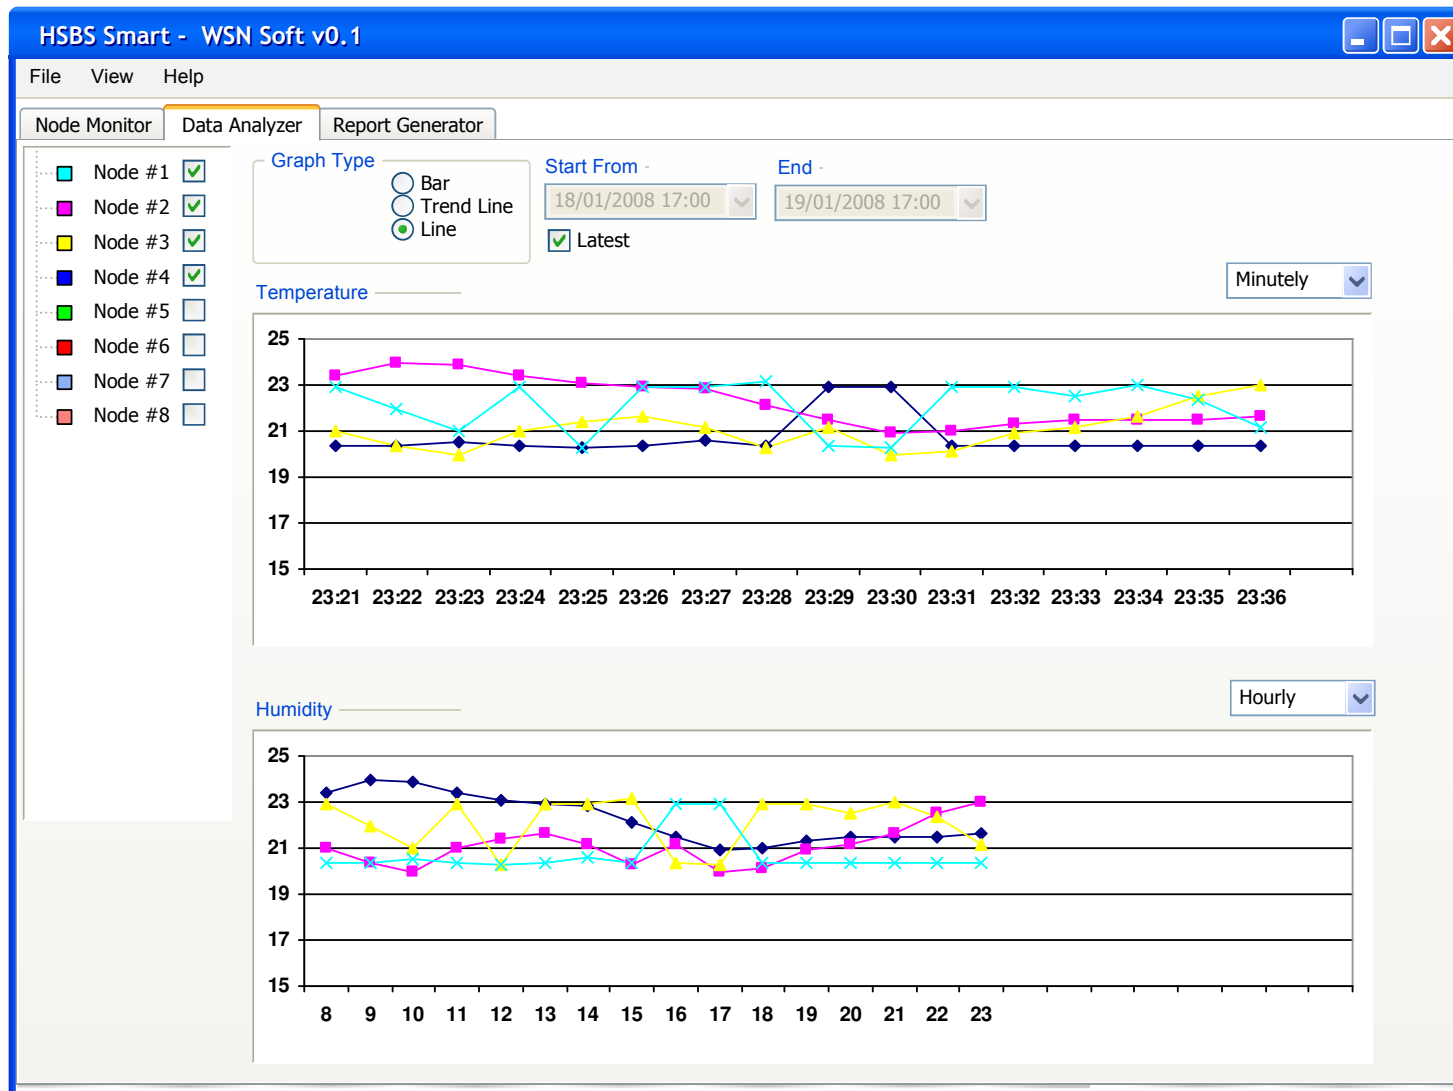 HSBS Smart -  WSN Soft v0.1
File View Help
Node Monitor Data Analyzer Report Generator
Node #1
Node #2
Node #3
Node #4
Node #5
Node #6
Node #7
Node #8
Graph Type
Bar
Trend Line
Line
Start From -
18/01/2008 17:00
Latest
End -
19/01/2008 17:00
Minutely
Temperature
25
23
21
19
17
15
23:21 23:22 23:23 23:24 23:25 23:26 23:27 23:28 23:29 23:30 23:31 23:32 23:33 23:34 23:35 23:36
Hourly
Humidity
25
23
21
19
17
15
8 9 10 11 12 13 14 15 16 17 18 19 20 21 22 23